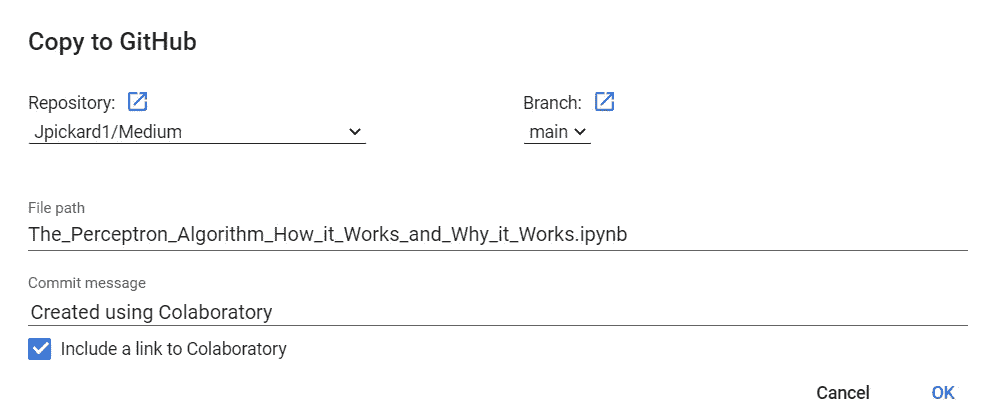 Copy to GitHub
Repository: Branch:
Jpickard1/Medium main
File path
The_Perceptron_Algorithm_How_it_Works_and_Why_it_Works.ipynb
Commit message
Created using Colaboratory
Include a link to Colaboratory
Cancel OK